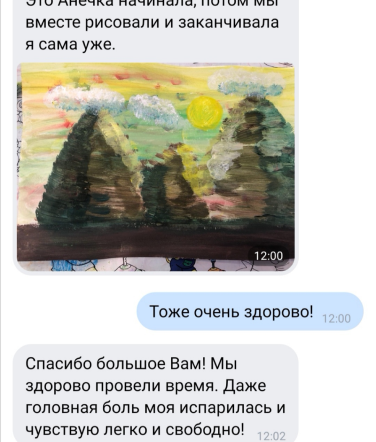 Это Анечка начинала, потом мы
вместе рисовали и заканчивала
я сама уже.
12:00
Тоже очень здорово! 12:00
Спасибо большое Вам! Мы
здорово провели время. Даже
головная боль моя испарилась и
чувствую легко и свободно! 12:02